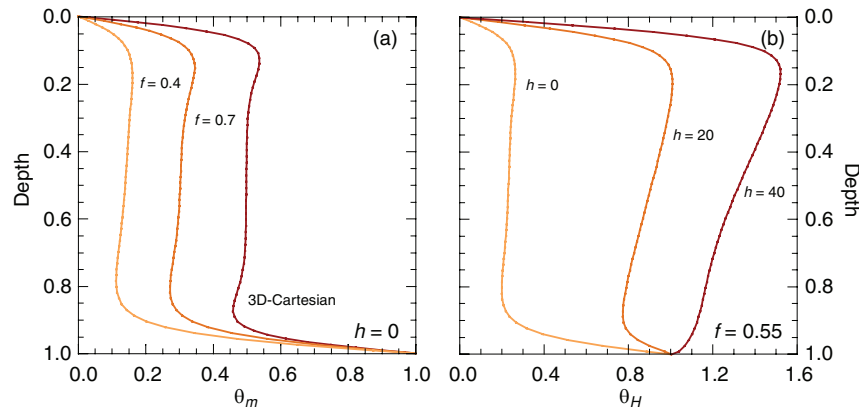 (a)
0.0
0.2
0.4
0.6
0.8
1.0
Depth
f = 0.4
f = 0.7
3D-Cartesian
h = 0
0.0 0.2 0.4 0.6 0.8 1.0
θm
(b)
0.0
0.2
0.4
0.6
0.8
1.0
Depth
h = 0
h = 20
h = 40
f = 0.55
0.0 0.4 0.8 1.2 1.6
θH